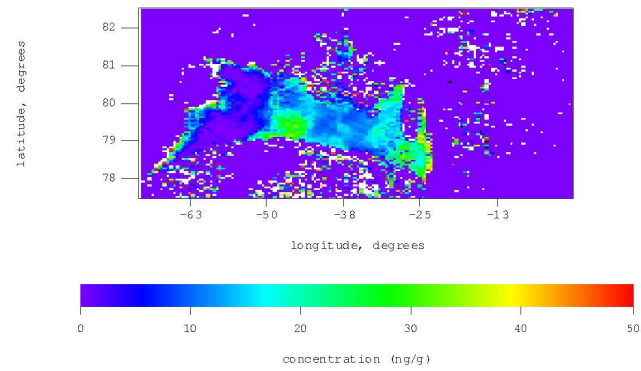 82
81
80
79
78
latitude, degrees
-63 -50 -38 -25 -13
longitude, degrees
0 10 20 30 40 50
concentration (ng/g)